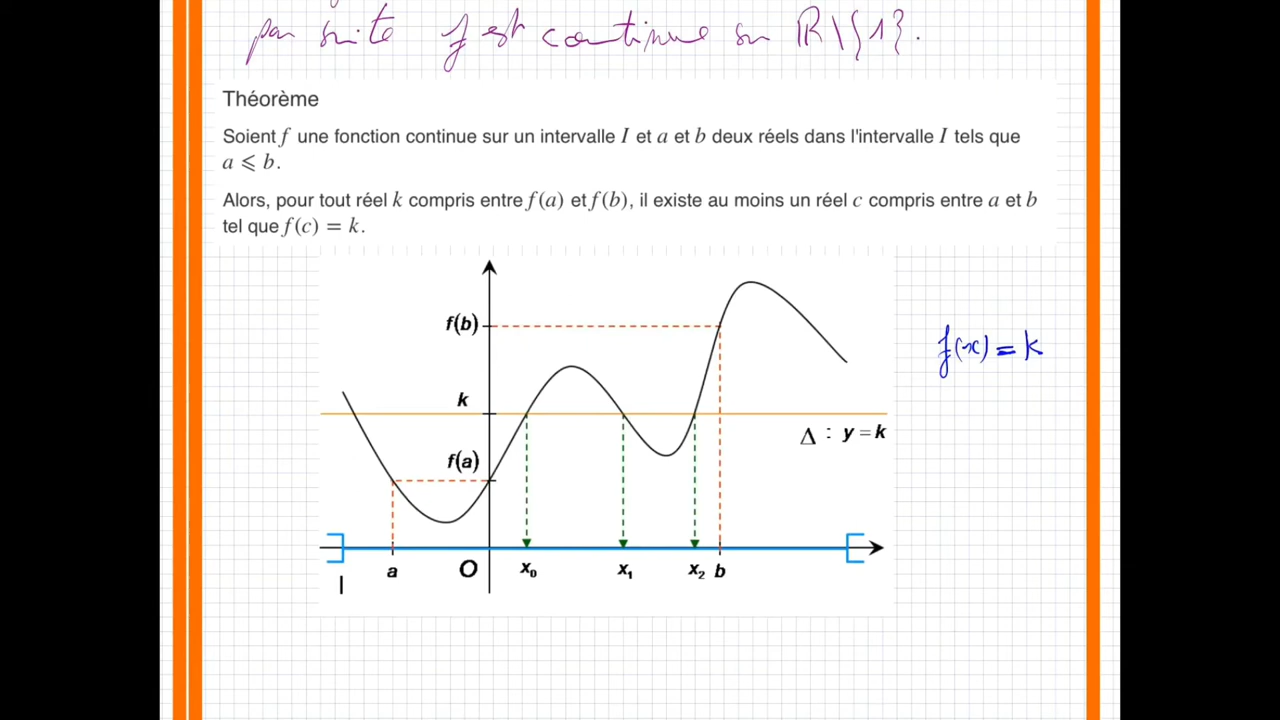 par suite f est continue sur ℝ\{1}.
Théorème
Soient f une fonction continue sur un intervalle I et a et b deux réels dans l'intervalle I tels que
a ⩽ b.
Alors, pour tout réel k compris entre f(a) et f(b), il existe au moins un réel c compris entre a et b
tel que f(c) = k.
f(b)
f(x) = k
k
Δ : y = k
f(a)
I a O x₀ x₁ x₂ b